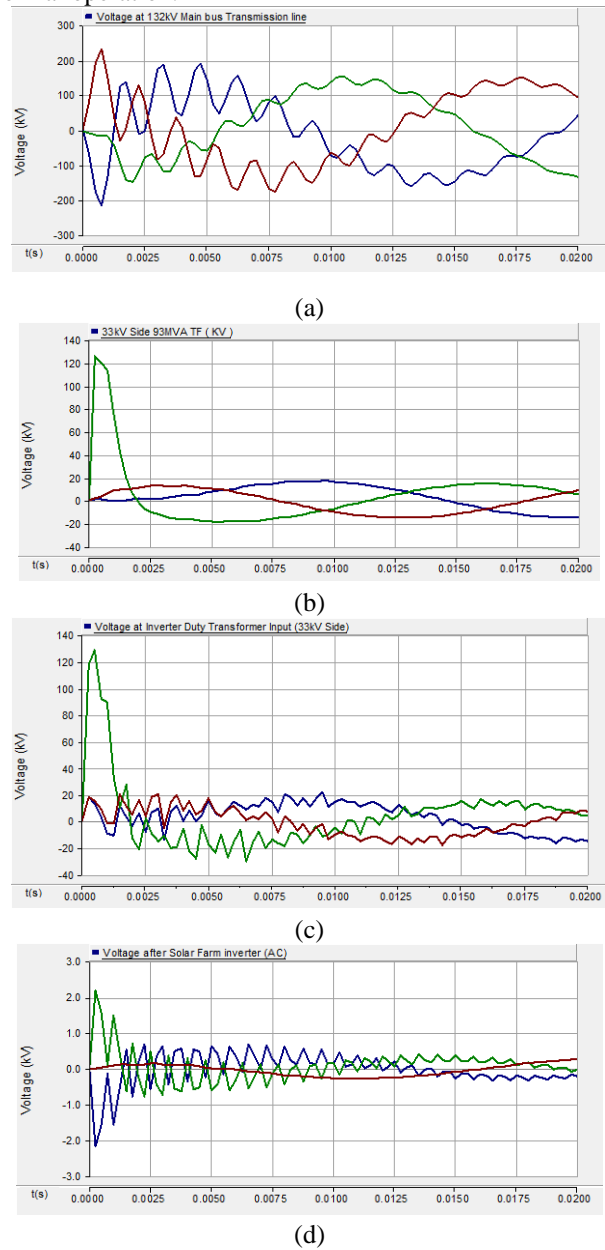 operation.
Voltage at 132kV Main bus Transmission line
300
200
100
0
-100
-200
-300
Voltage (kV)
t(s) 0.0000 0.0025 0.0050 0.0075 0.0100 0.0125 0.0150 0.0175 0.0200
(a)
33kV Side 93MVA TF ( KV )
140
120
100
80
60
40
20
0
-20
-40
Voltage (kV)
t(s) 0.0000 0.0025 0.0050 0.0075 0.0100 0.0125 0.0150 0.0175 0.0200
(b)
Voltage at Inverter Duty Transformer Input (33kV Side)
140
120
100
80
60
40
20
0
-20
-40
Voltage (kV)
t(s) 0.0000 0.0025 0.0050 0.0075 0.0100 0.0125 0.0150 0.0175 0.0200
(c)
Voltage after Solar Farm inverter (AC)
3.0
2.0
1.0
0.0
-1.0
-2.0
-3.0
Voltage (kV)
t(s) 0.0000 0.0025 0.0050 0.0075 0.0100 0.0125 0.0150 0.0175 0.0200
(d)